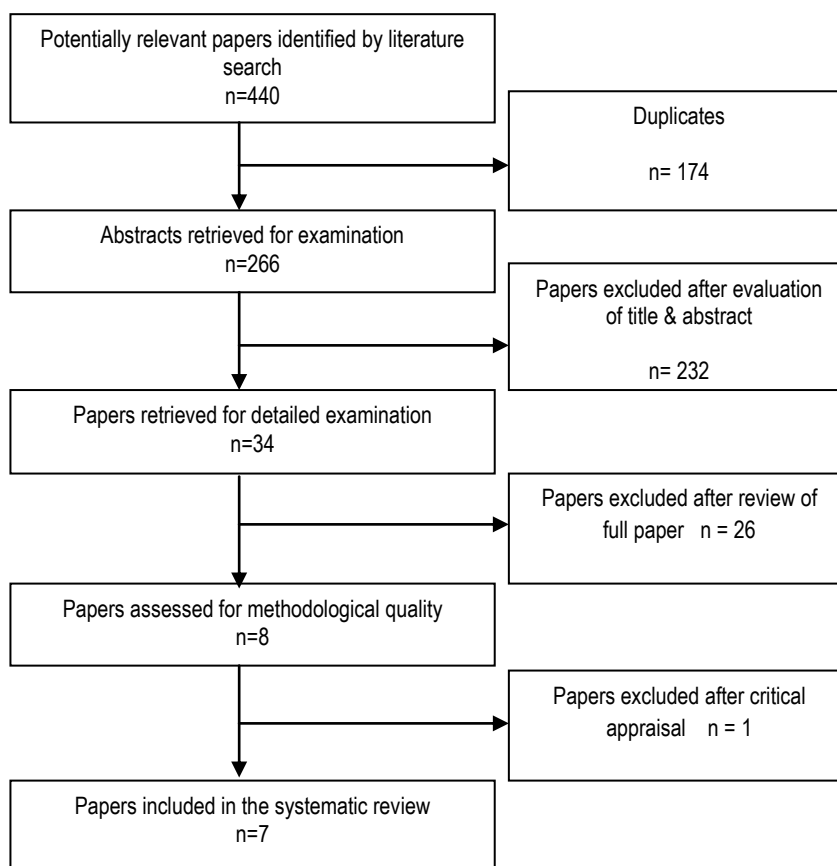 Potentially relevant papers identified by literature
search
n=440
Duplicates
n= 174
Abstracts retrieved for examination
n=266
Papers excluded after evaluation
of title & abstract
n= 232
Papers retrieved for detailed examination
n=34
Papers excluded after review of
full paper n = 26
Papers assessed for methodological quality
n=8
Papers excluded after critical
appraisal n = 1
Papers included in the systematic review
n=7